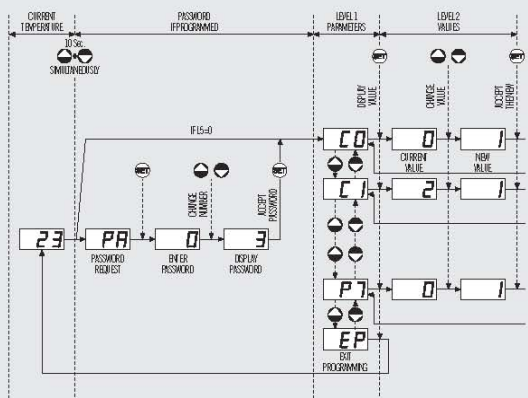 CURRENT
TEMPERATURE
PASSWORD
IF PROGRAMMED
LEVEL 1
PARAMETERS
LEVEL 2
VALUES
10 Sec.
SIMULTANEOUSLY
SET
SET
DISPLAY
VALUE
CHANGE
VALUE
ACCEPT
THE NEW
IF L5=0
C0
0
1
CURRENT
VALUE
NEW
VALUE
SET
CHANGE
NUMBER
ACCEPT
PASSWORD
SET
C1
2
1
23
PA
0
3
PASSWORD
REQUEST
ENTER
PASSWORD
DISPLAY
PASSWORD
P7
0
1
EP
EXIT
PROGRAMMING